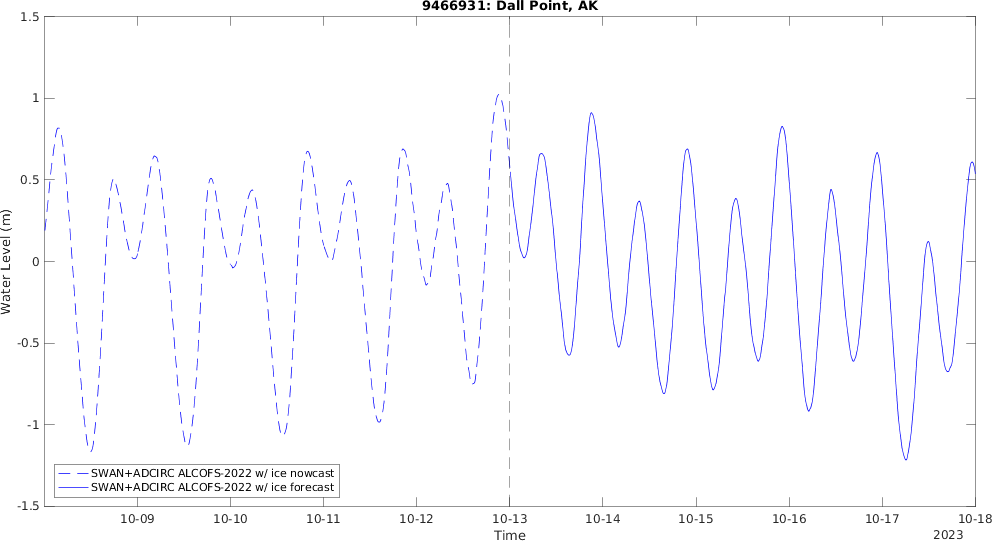 9466931: Dall Point, AK
Water Level (m)
1.5
1
0.5
0
-0.5
-1
-1.5
SWAN+ADCIRC ALCOFS-2022 w/ ice nowcast
SWAN+ADCIRC ALCOFS-2022 w/ ice forecast
10-09 10-10 10-11 10-12 10-13 10-14 10-15 10-16 10-17 10-18
Time
2023